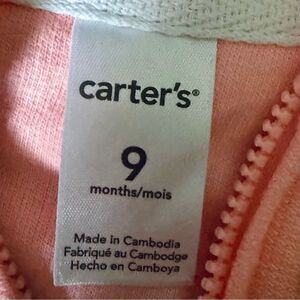 carter's®
9
months/mois
Made in Cambodia
Fabriqué au Cambodge
Hecho en Camboya